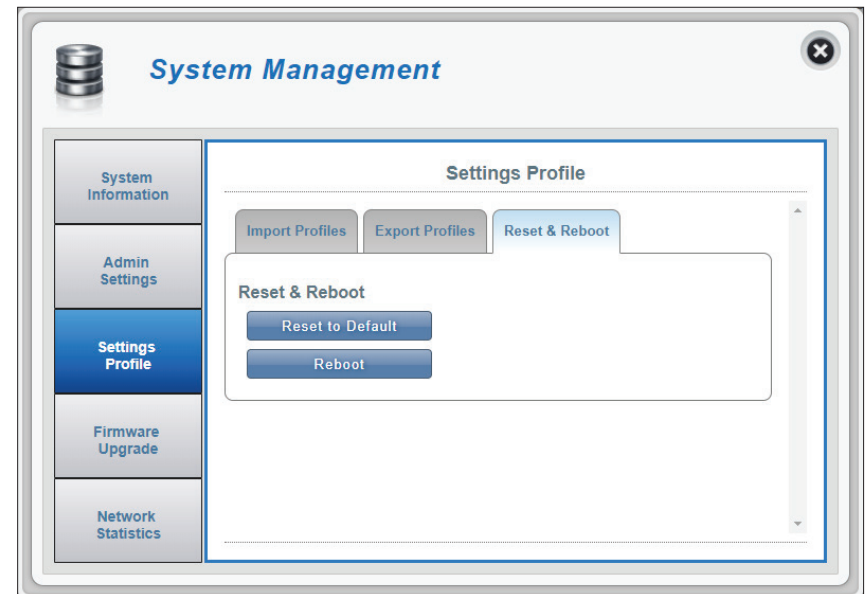 System Management
System
Information
Admin
Settings
Settings
Profile
Firmware
Upgrade
Network
Statistics
Settings Profile
Import Profiles
Export Profiles
Reset & Reboot
Reset & Reboot
Reset to Default
Reboot